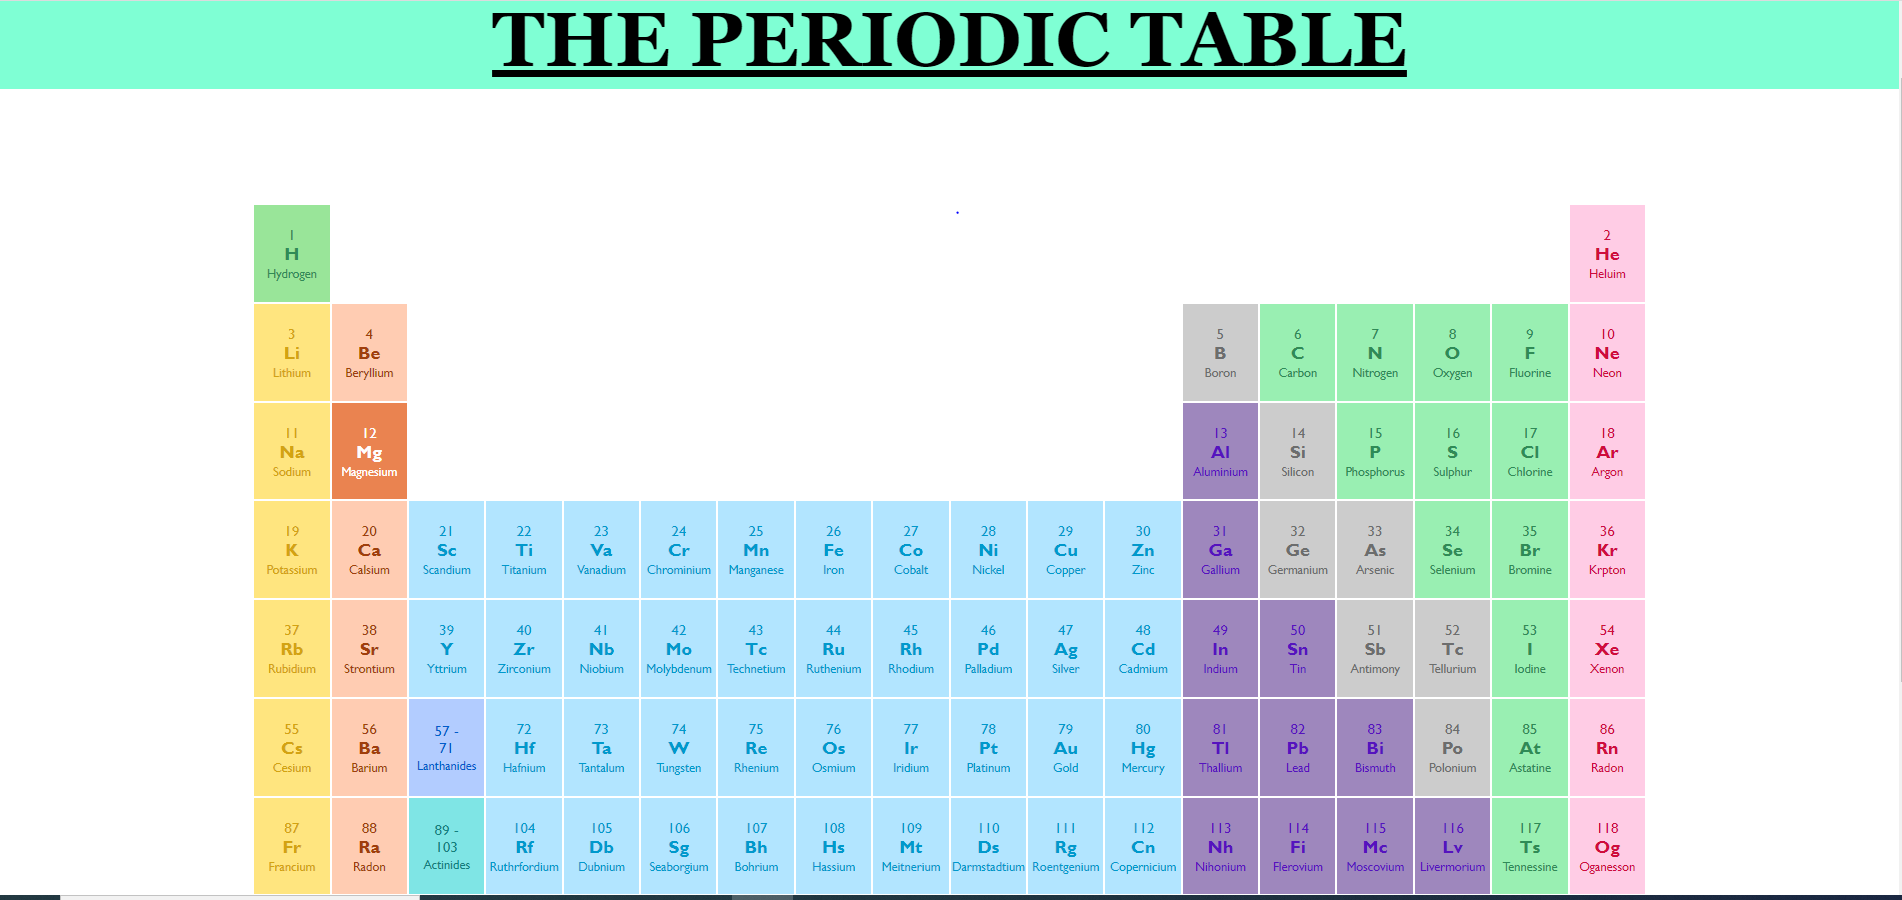 THE PERIODIC TABLE
1
H
Hydrogen
2
He
Heluim
3
Li
Lithium
4
Be
Beryllium
5
B
Boron
6
C
Carbon
7
N
Nitrogen
8
O
Oxygen
9
F
Fluorine
10
Ne
Neon
11
Na
Sodium
12
Mg
Magnesium
13
Al
Aluminium
14
Si
Silicon
15
P
Phosphorus
16
S
Sulphur
17
Cl
Chlorine
18
Ar
Argon
19
K
Potassium
20
Ca
Calsium
21
Sc
Scandium
22
Ti
Titanium
23
Va
Vanadium
24
Cr
Chrominium
25
Mn
Manganese
26
Fe
Iron
27
Co
Cobalt
28
Ni
Nickel
29
Cu
Copper
30
Zn
Zinc
31
Ga
Gallium
32
Ge
Germanium
33
As
Arsenic
34
Se
Selenium
35
Br
Bromine
36
Kr
Krpton
37
Rb
Rubidium
38
Sr
Strontium
39
Y
Yttrium
40
Zr
Zirconium
41
Nb
Niobium
42
Mo
Molybdenum
43
Tc
Technetium
44
Ru
Ruthenium
45
Rh
Rhodium
46
Pd
Palladium
47
Ag
Silver
48
Cd
Cadmium
49
In
Indium
50
Sn
Tin
51
Sb
Antimony
52
Tc
Tellurium
53
I
Iodine
54
Xe
Xenon
55
Cs
Cesium
56
Ba
Barium
57 -
71
Lanthanides
72
Hf
Hafnium
73
Ta
Tantalum
74
W
Tungsten
75
Re
Rhenium
76
Os
Osmium
77
Ir
Iridium
78
Pt
Platinum
79
Au
Gold
80
Hg
Mercury
81
Tl
Thallium
82
Pb
Lead
83
Bi
Bismuth
84
Po
Polonium
85
At
Astatine
86
Rn
Radon
87
Fr
Francium
88
Ra
Radon
89 -
103
Actinides
104
Rf
Ruthrfordium
105
Db
Dubnium
106
Sg
Seaborgium
107
Bh
Bohrium
108
Hs
Hassium
109
Mt
Meitnerium
110
Ds
Darmstadtium
111
Rg
Roentgenium
112
Cn
Copernicium
113
Nh
Nihonium
114
Fi
Flerovium
115
Mc
Moscovium
116
Lv
Livermorium
117
Ts
Tennessine
118
Og
Oganesson